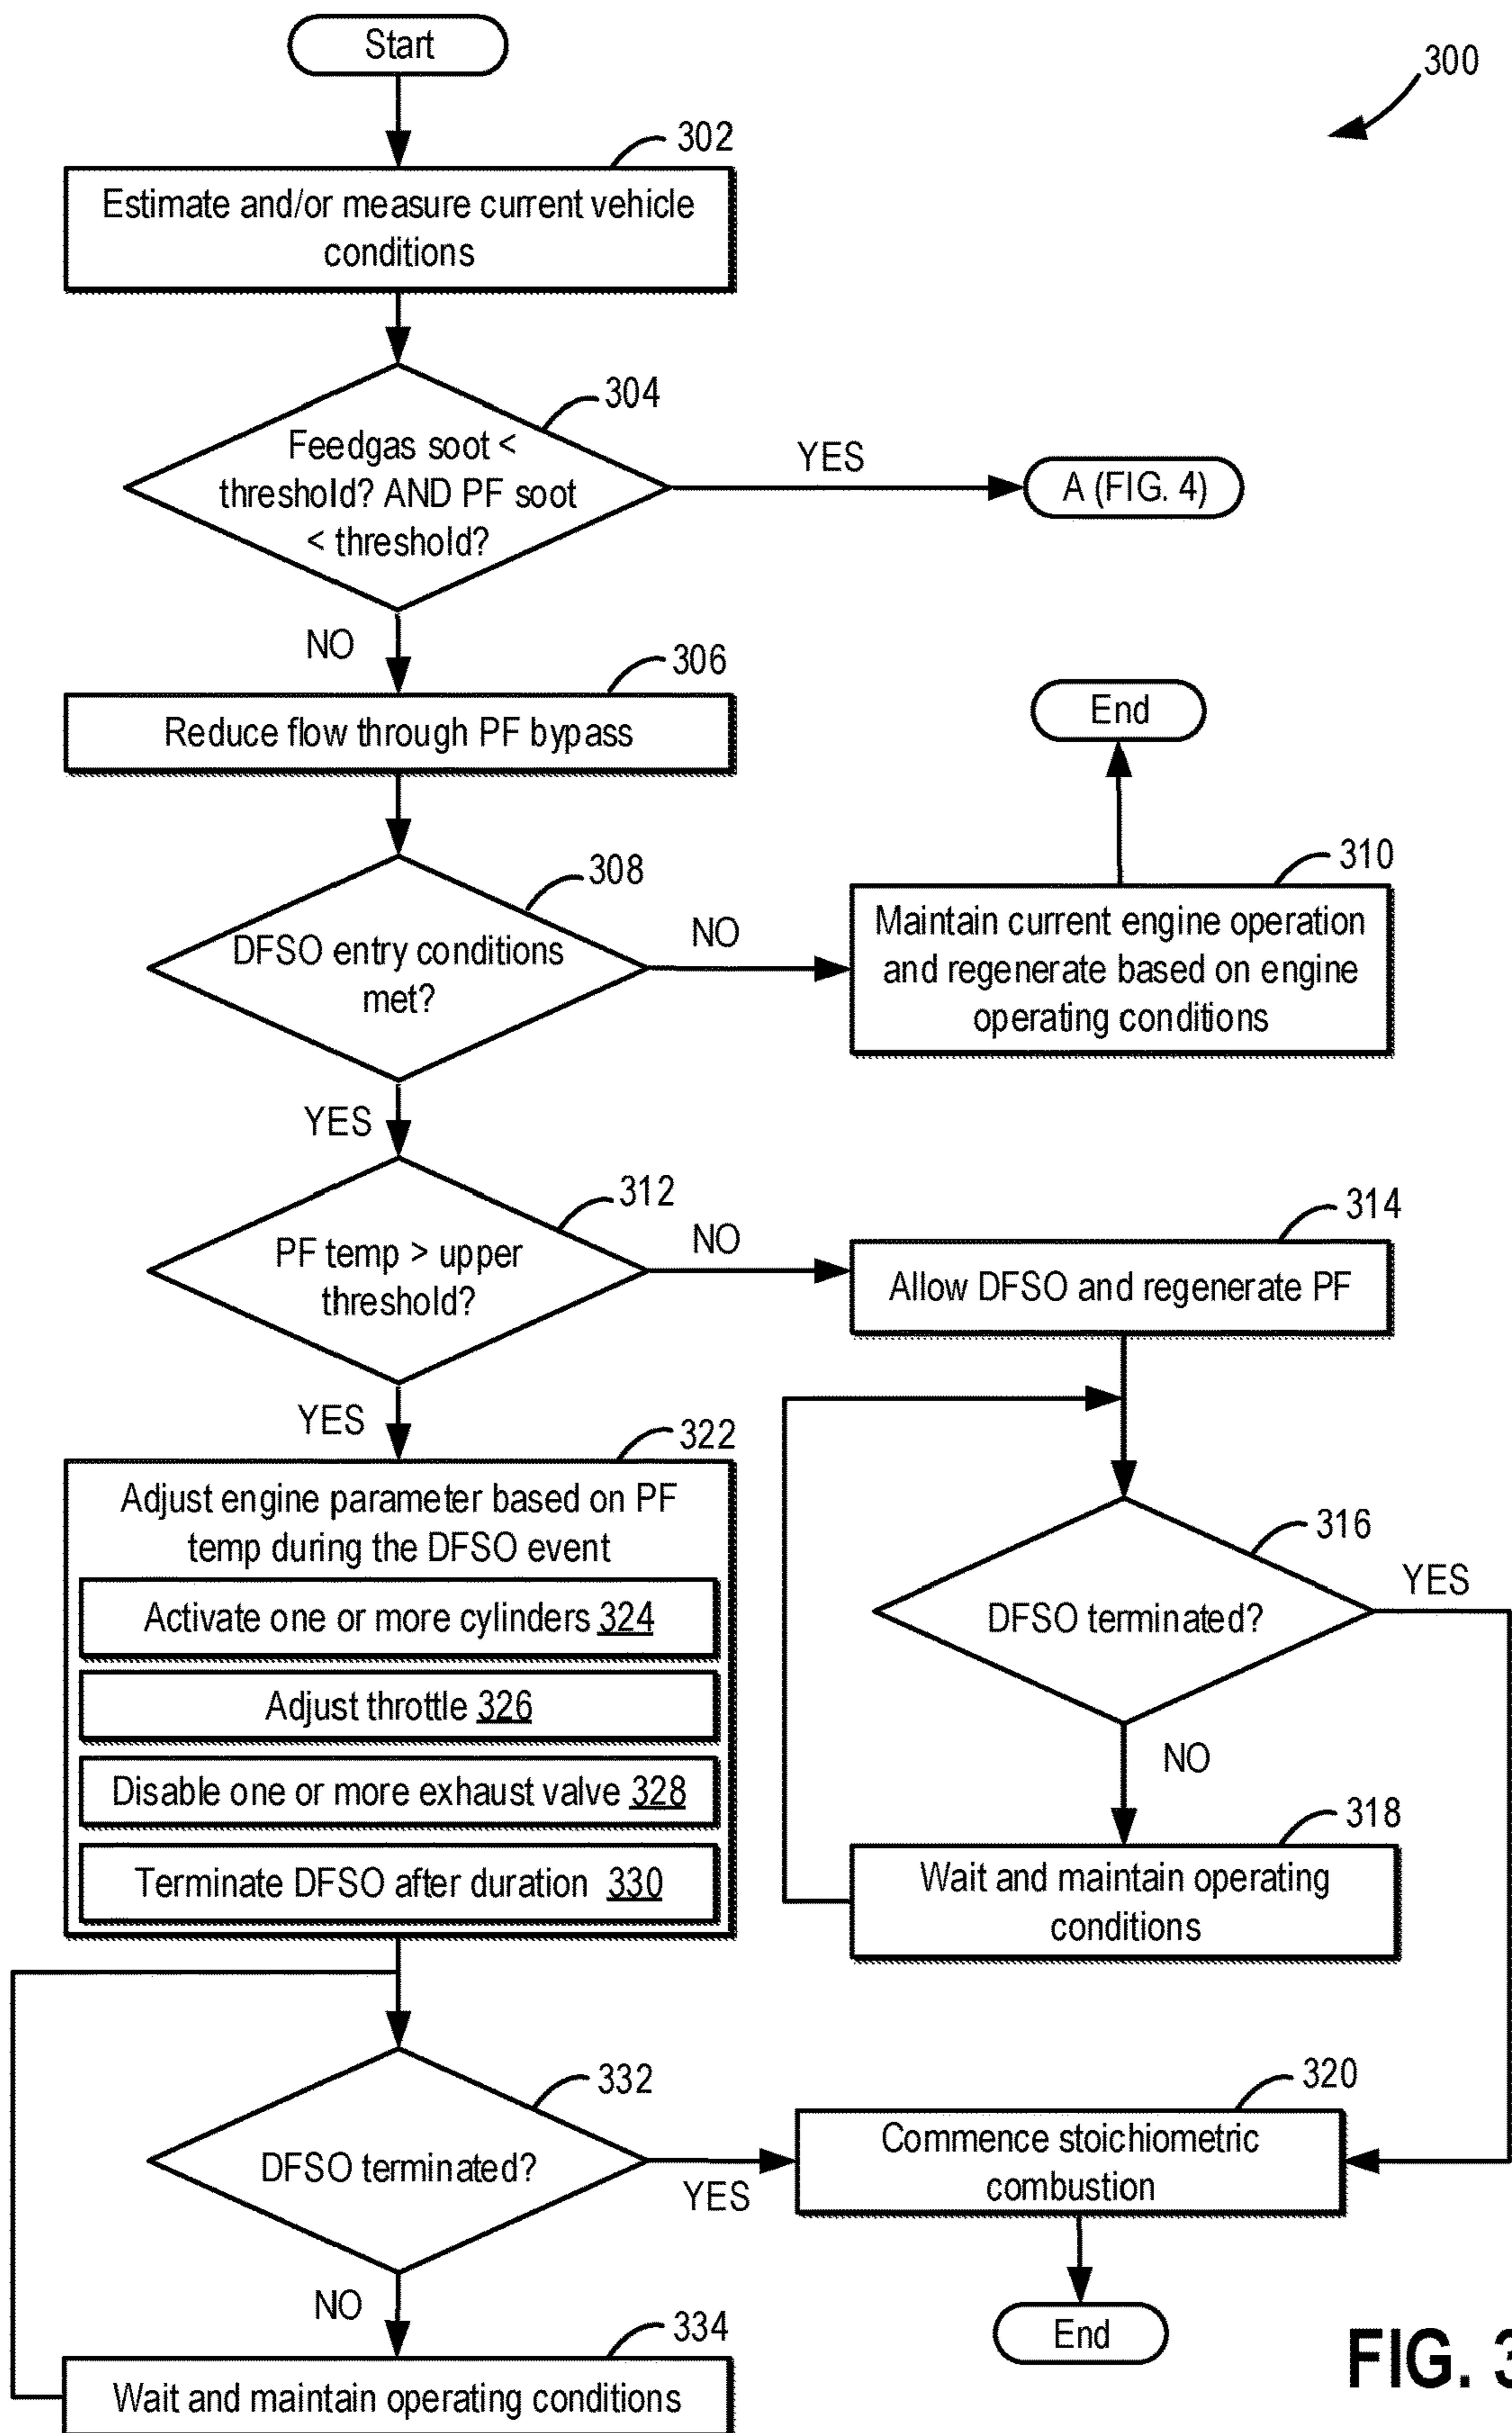 Start
300
302
Estimate and/or measure current vehicle
conditions
304
Feedgas soot <
threshold? AND PF soot
< threshold?
YES
A (FIG. 4)
NO
306
Reduce flow through PF bypass
End
308
DFSO entry conditions
met?
NO
310
Maintain current engine operation
and regenerate based on engine
operating conditions
YES
312
PF temp > upper
threshold?
NO
314
Allow DFSO and regenerate PF
YES
322
Adjust engine parameter based on PF
temp during the DFSO event
Activate one or more cylinders 324
Adjust throttle 326
Disable one or more exhaust valve 328
Terminate DFSO after duration 330
316
DFSO terminated?
YES
NO
318
Wait and maintain operating
conditions
332
DFSO terminated?
YES
320
Commence stoichiometric
combustion
NO
334
Wait and maintain operating conditions
End
FIG. 3